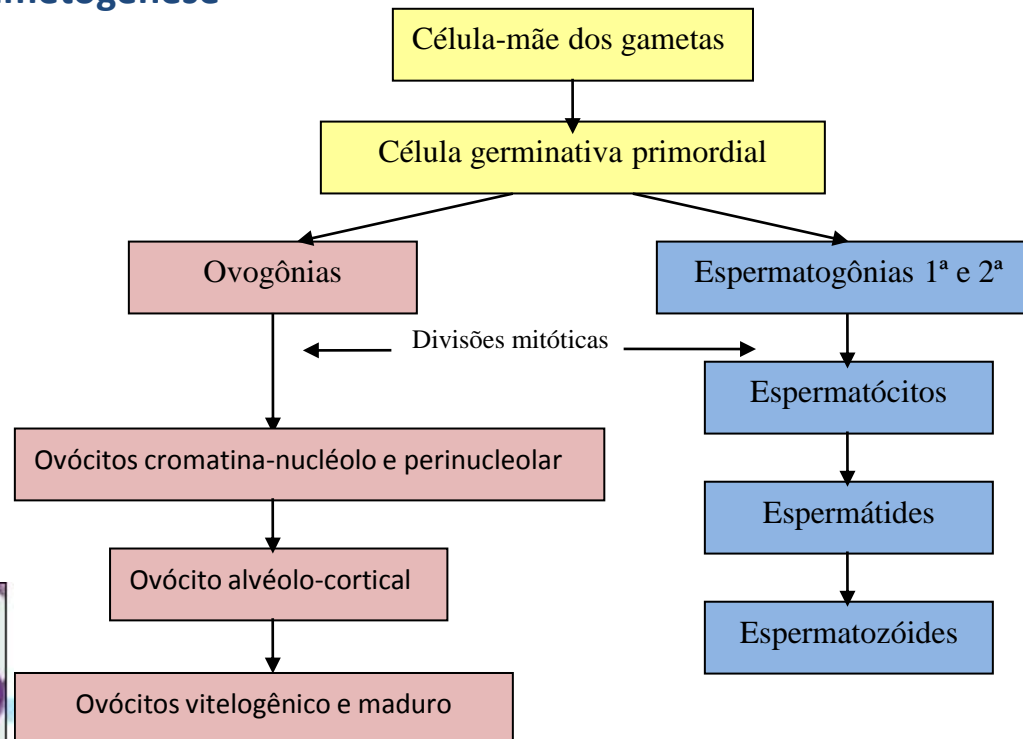 metogênese
Célula-mãe dos gametas
Célula germinativa primordial
Ovogônias
Espermatogônias 1ª e 2ª
Divisões mitóticas
Espermatócitos
Ovócitos cromatina-nucléolo e perinucleolar
Espermátides
Ovócito alvéolo-cortical
Espermatozóides
Ovócitos vitelogênico e maduro